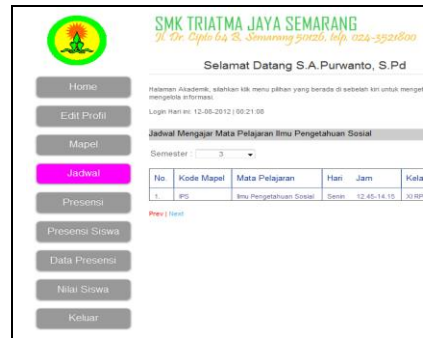 SMK TRIATMA JAYA SEMARANG
Jl. Dr. Cipto 64 B, Semarang 50126, telp. 024-3521800
Selamat Datang S.A.Purwanto, S.Pd
Home
Edit Profil
Mapel
Jadwal
Presensi
Presensi Siswa
Data Presensi
Nilai Siswa
Keluar
Halaman Akademik, silahkan klik menu pilihan yang berada di sebelah kiri untuk
mengelola informasi.
Login Hari ini: 12-08-2012 | 00:21:08
Jadwal Mengajar Mata Pelajaran Ilmu Pengetahuan Sosial
Semester : 3
No. Kode Mapel Mata Pelajaran Hari Jam Kela
1. IPS Ilmu Pengetahuan Sosial Senin 12.45-14.15 XI RP
Prev | Next